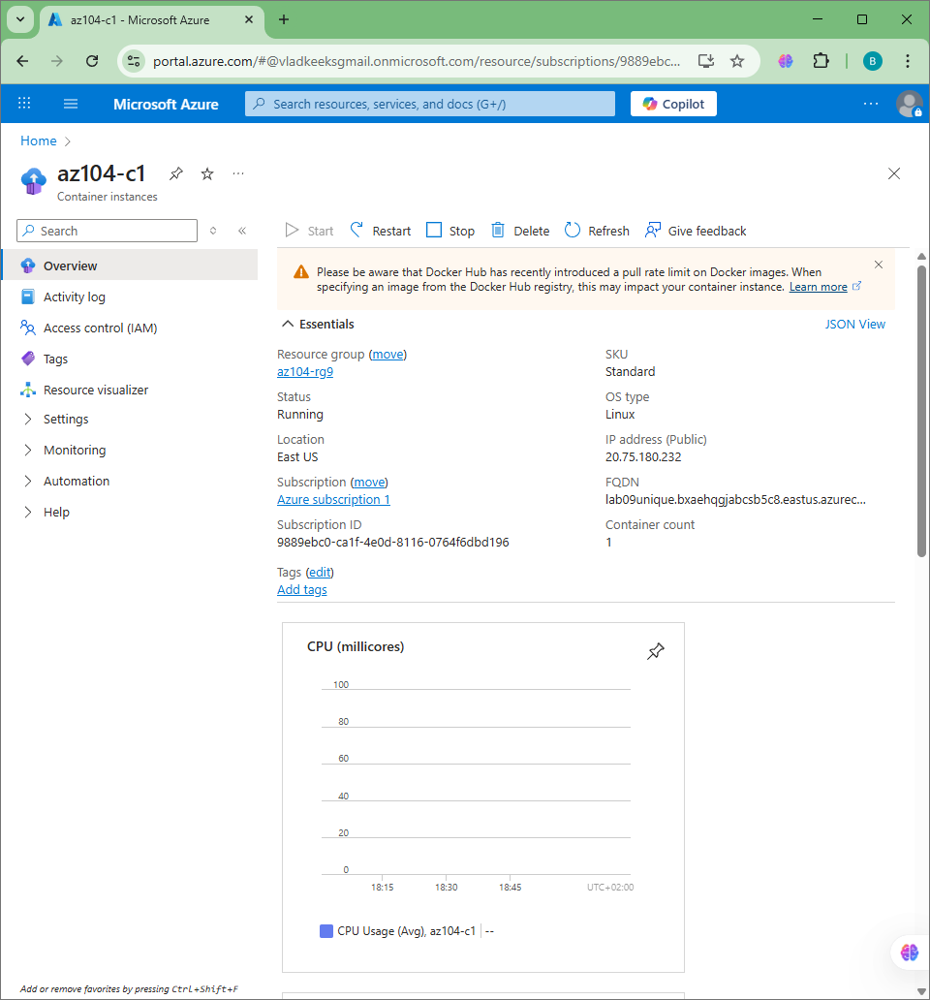 az104-c1 - Microsoft Azure
portal.azure.com/#@vladkeeksgmail.onmicrosoft.com/resource/subscriptions/9889ebc...
B
Microsoft Azure
Search resources, services, and docs (G+/)
Copilot
...
Home
az104-c1
...
Container instances
Search
Start
Restart
Stop
Delete
Refresh
Give feedback
Overview
Activity log
Access control (IAM)
Tags
Resource visualizer
Settings
Monitoring
Automation
Help
Please be aware that Docker Hub has recently introduced a pull rate limit on Docker images. When
specifying an image from the Docker Hub registry, this may impact your container instance. Learn more
Essentials
JSON View
Resource group (move)
az104-rg9
Status
Running
Location
East US
Subscription (move)
Azure subscription 1
Subscription ID
9889ebc0-ca1f-4e0d-8116-0764f6dbd196
SKU
Standard
OS type
Linux
IP address (Public)
20.75.180.232
FQDN
lab09unique.bxaehqgjabcsb5c8.eastus.azurec...
Container count
1
Tags (edit)
Add tags
CPU (millicores)
100
80
60
40
20
0
18:15
18:30
18:45
UTC+02:00
CPU Usage (Avg), az104-c1
--
Add or remove favorites by pressing Ctrl+Shift+F